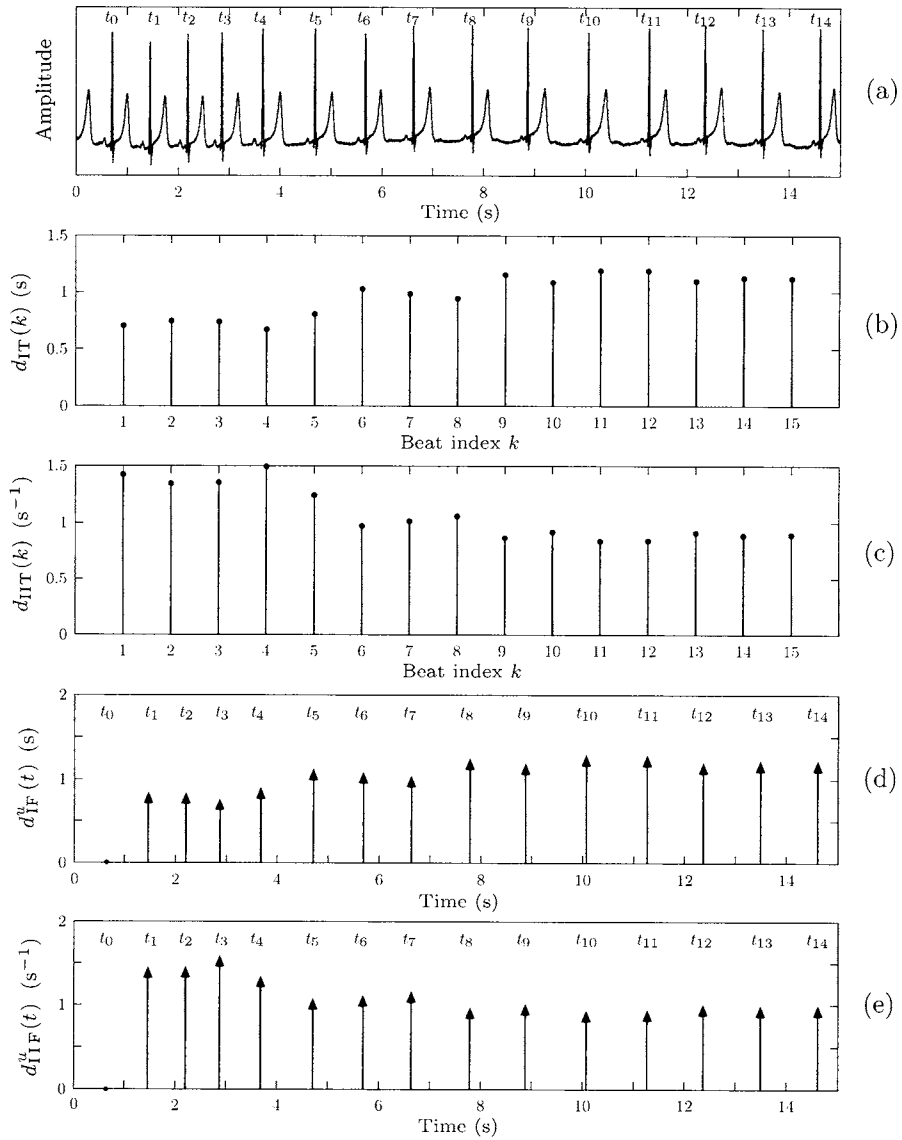 t0 t1 t2 t3 t4 t5 t6 t7 t8 t9 t10 t11 t12 t13 t14
Amplitude
(a)
0 2 4 6 8 10 12 14
Time (s)
1.5
1
0.5
0
dIT(k) (s)
(b)
1 2 3 4 5 6 7 8 9 10 11 12 13 14 15
Beat index k
1.5
1
0.5
0
dIIT(k) (s−1)
(c)
1 2 3 4 5 6 7 8 9 10 11 12 13 14 15
Beat index k
2
1
0
t0 t1 t2 t3 t4 t5 t6 t7 t8 t9 t10 t11 t12 t13 t14
duIF(t) (s)
(d)
0 2 4 6 8 10 12 14
Time (s)
2
1
0
t0 t1 t2 t3 t4 t5 t6 t7 t8 t9 t10 t11 t12 t13 t14
duIIF(t) (s−1)
(e)
0 2 4 6 8 10 12 14
Time (s)